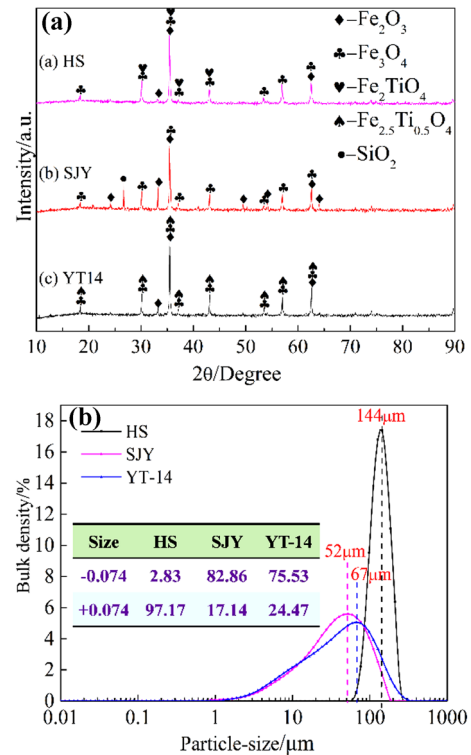 (a)
(a) HS
(b) SJY
(c) YT14
♦–Fe₂O₃
♣–Fe₃O₄
♥–Fe₂TiO₄
♠–Fe₂.₅Ti₀.₅O₄
●–SiO₂
Intensity/a.u.
10 20 30 40 50 60 70 80 90
2θ/Degree
(b)
HS
SJY
YT-14
144μm
52μm
67μm
Size HS SJY YT-14
-0.074 2.83 82.86 75.53
+0.074 97.17 17.14 24.47
Bulk density/%
18
16
14
12
10
8
6
4
2
0
0.01 0.1 1 10 100 1000
Particle-size/μm